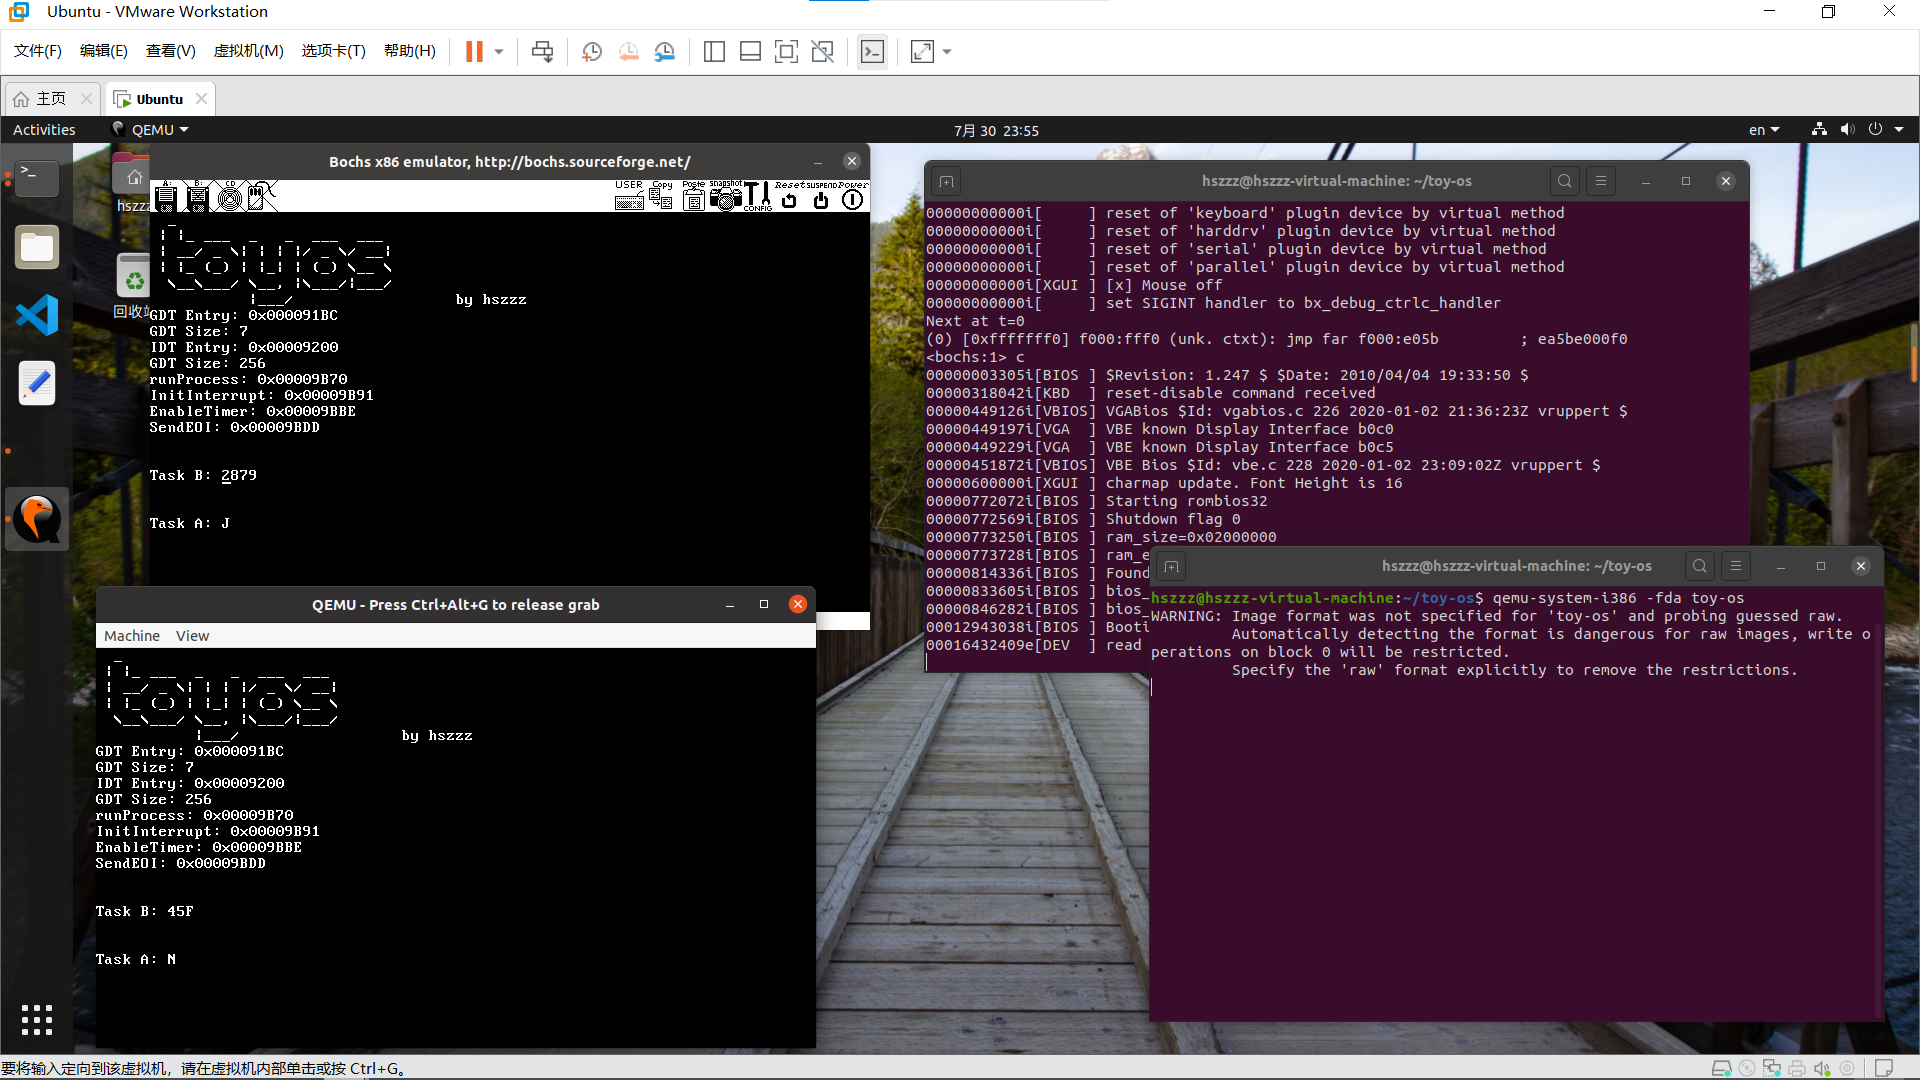 Ubuntu - VMware Workstation
文件(F) 编辑(E) 查看(V) 虚拟机(M) 选项卡(T) 帮助(H)
主页 Ubuntu
Activities QEMU 7月 30 23:55 en
hszzz
回收
Bochs x86 emulator, http://bochs.sourceforge.net/
A: B: CD USER Copy Paste Snapshot CONFIG Reset SUSPEND Power
toyos
by hszzz
GDT Entry: 0x000091BC
GDT Size: 7
IDT Entry: 0x00009200
GDT Size: 256
runProcess: 0x00009B70
InitInterrupt: 0x00009B91
EnableTimer: 0x00009BBE
SendEOI: 0x00009BDD
Task B: 2879
Task A: J
hszzz@hszzz-virtual-machine: ~/toy-os
00000000000i[     ] reset of 'keyboard' plugin device by virtual method
00000000000i[     ] reset of 'harddrv' plugin device by virtual method
00000000000i[     ] reset of 'serial' plugin device by virtual method
00000000000i[     ] reset of 'parallel' plugin device by virtual method
00000000000i[XGUI ] [x] Mouse off
00000000000i[     ] set SIGINT handler to bx_debug_ctrlc_handler
Next at t=0
(0) [0xfffffff0] f000:fff0 (unk. ctxt): jmp far f000:e05b         ; ea5be000f0
<bochs:1> c
00000003305i[BIOS ] $Revision: 1.247 $ $Date: 2010/04/04 19:33:50 $
00000318042i[KBD  ] reset-disable command received
00000449126i[VBIOS] VGABios $Id: vgabios.c 226 2020-01-02 21:36:23Z vruppert $
00000449197i[VGA  ] VBE known Display Interface b0c0
00000449229i[VGA  ] VBE known Display Interface b0c5
00000451872i[VBIOS] VBE Bios $Id: vbe.c 228 2020-01-02 23:09:02Z vruppert $
00000600000i[XGUI ] charmap update. Font Height is 16
00000772072i[BIOS ] Starting rombios32
00000772569i[BIOS ] Shutdown flag 0
00000773250i[BIOS ] ram_size=0x02000000
00000773728i[BIOS ] ram_e
00000814336i[BIOS ] Found
00000833605i[BIOS ] bios_
00000846282i[BIOS ] bios_
00012943038i[BIOS ] Booti
00016432409e[DEV  ] read
QEMU - Press Ctrl+Alt+G to release grab
Machine View
toyos
by hszzz
GDT Entry: 0x000091BC
GDT Size: 7
IDT Entry: 0x00009200
GDT Size: 256
runProcess: 0x00009B70
InitInterrupt: 0x00009B91
EnableTimer: 0x00009BBE
SendEOI: 0x00009BDD
Task B: 45F
Task A: N
hszzz@hszzz-virtual-machine: ~/toy-os
hszzz@hszzz-virtual-machine:~/toy-os$ qemu-system-i386 -fda toy-os
WARNING: Image format was not specified for 'toy-os' and probing guessed raw.
Automatically detecting the format is dangerous for raw images, write o
perations on block 0 will be restricted.
Specify the 'raw' format explicitly to remove the restrictions.
要将输入定向到该虚拟机，请在虚拟机内部单击或按 Ctrl+G。